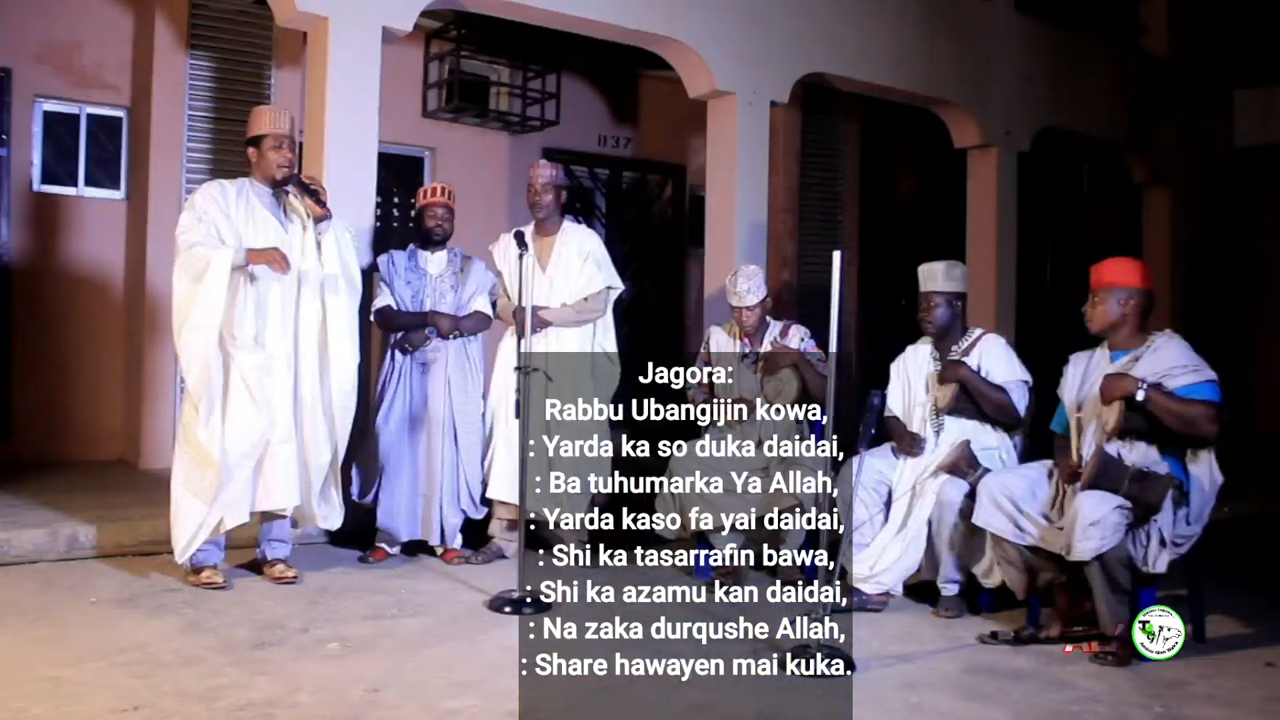 D37
Jagora:
Rabbu Ubangijin kowa,
: Yarda ka so duka daidai,
: Ba tuhumarka Ya Allah,
: Yarda kaso fa yai daidai,
: Shi ka tasarrafin bawa,
: Shi ka azamu kan daidai,
: Na zaka durqushe Allah,
: Share hawayen mai kuka.